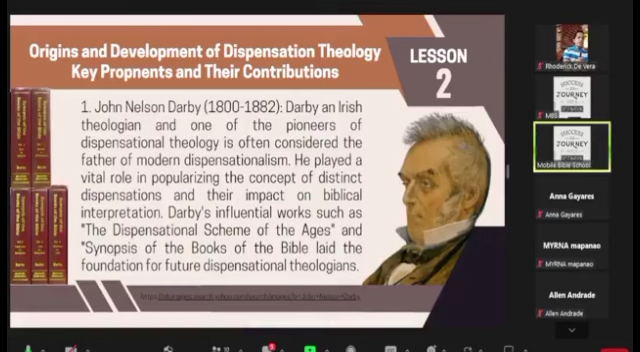 Origins and Development of Dispensation Theology
Key Propnents and Their Contributions
LESSON
2
1. John Nelson Darby (1800-1882): Darby an Irish
theologian and one of the pioneers of
dispensational theology is often considered the
father of modern dispensationalism. He played a
vital role in popularizing the concept of distinct
dispensations and their impact on biblical
interpretation. Darby's influential works such as
"The Dispensational Scheme of the Ages" and
"Synopsis of the Books of the Bible laid the
foundation for future dispensational theologians.
Rhoderick De Vera
SUCCESS
JOURNEY
MBS
SUCCESS
JOURNEY
Mobile Bible School
Anna Gayares
Anna Gayares
MYRNA mapanao
MYRNA mapanao
Allen Andrade
Allen Andrade